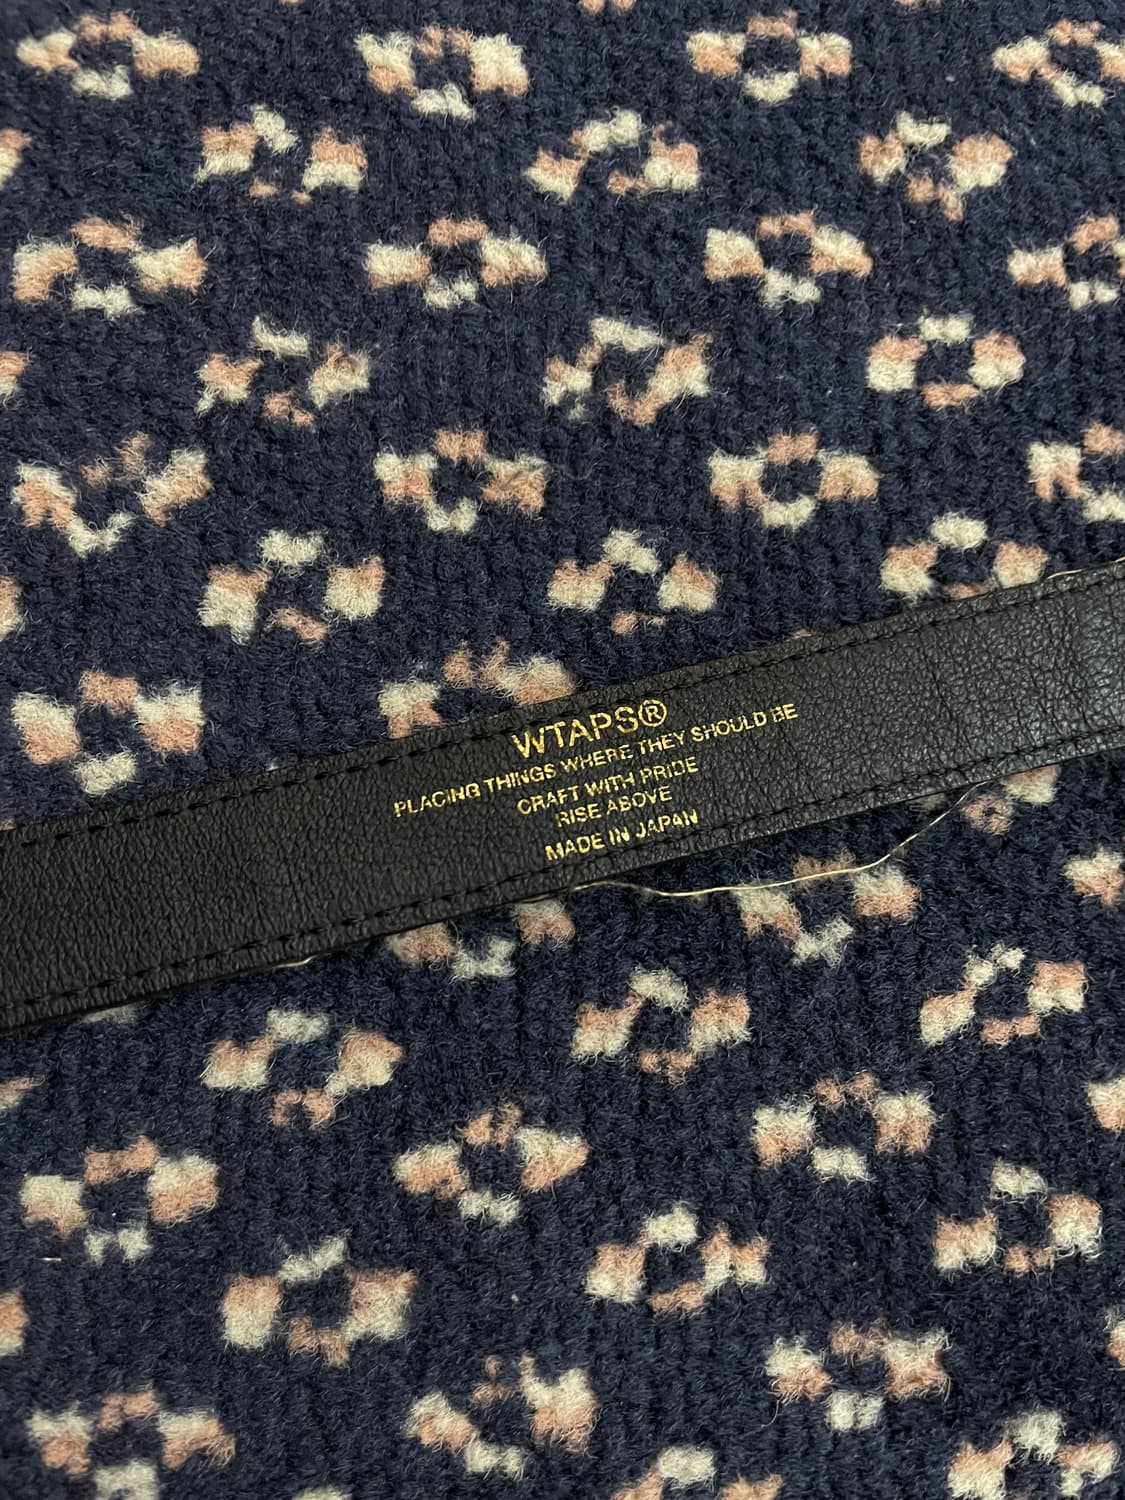 WTAPS®
PLACING THINGS WHERE THEY SHOULD BE
CRAFT WITH PRIDE
RISE ABOVE
MADE IN JAPAN